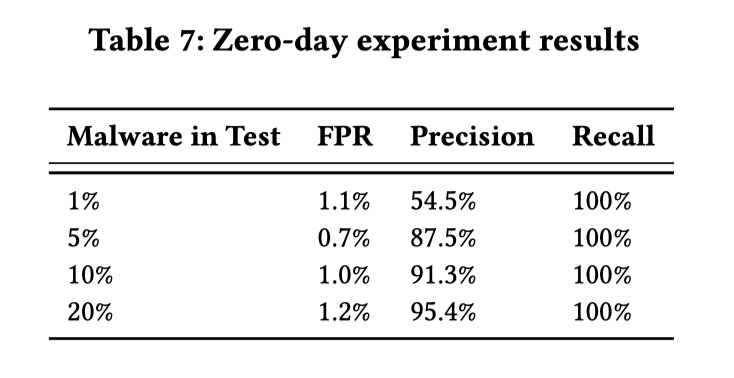 Table 7: Zero-day experiment results
Malware in Test FPR Precision Recall
1% 1.1% 54.5% 100%
5% 0.7% 87.5% 100%
10% 1.0% 91.3% 100%
20% 1.2% 95.4% 100%